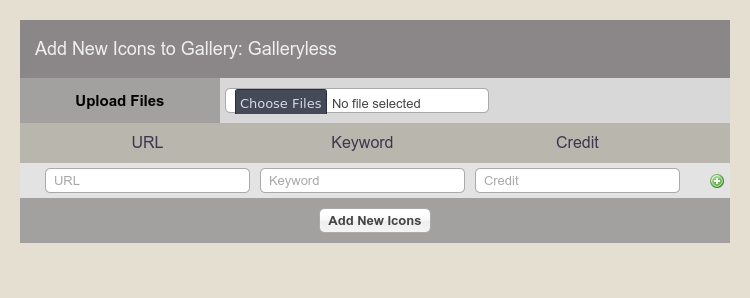 Add New Icons to Gallery: Galleryless
Upload Files
Choose Files No file selected
URL Keyword Credit
URL Keyword Credit
Add New Icons